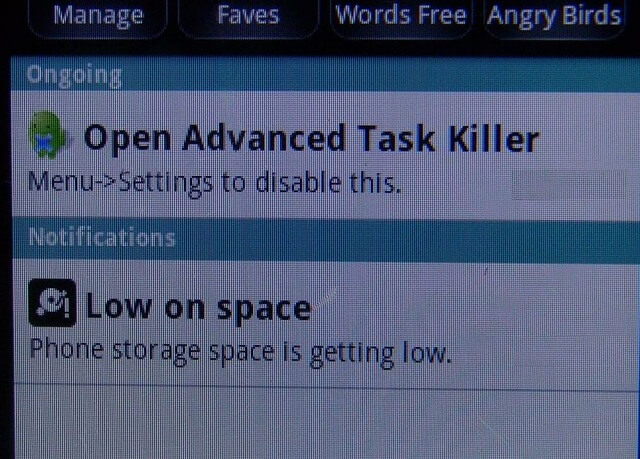 Manage Faves Words Free Angry Birds
Ongoing
Open Advanced Task Killer
Menu->Settings to disable this.
Notifications
Low on space
Phone storage space is getting low.